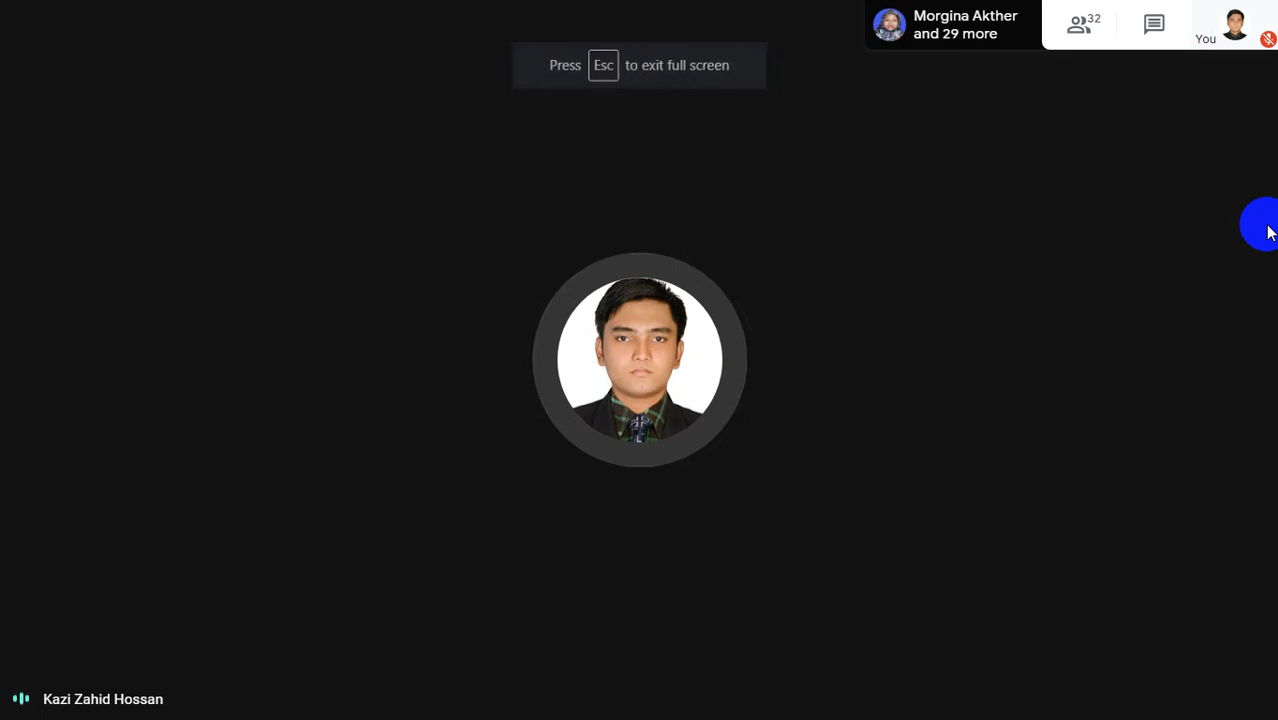 Morgina Akther
and 29 more
32
You
Press Esc to exit full screen
Kazi Zahid Hossan